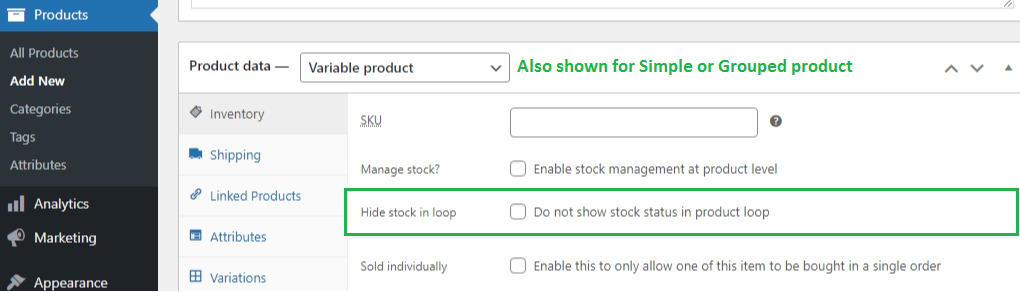 Products
All Products
Add New
Categories
Tags
Attributes
Analytics
Marketing
Appearance
Product data — Variable product Also shown for Simple or Grouped product
Inventory
Shipping
Linked Products
Attributes
Variations
SKU
Manage stock? Enable stock management at product level
Hide stock in loop Do not show stock status in product loop
Sold individually Enable this to only allow one of this item to be bought in a single order